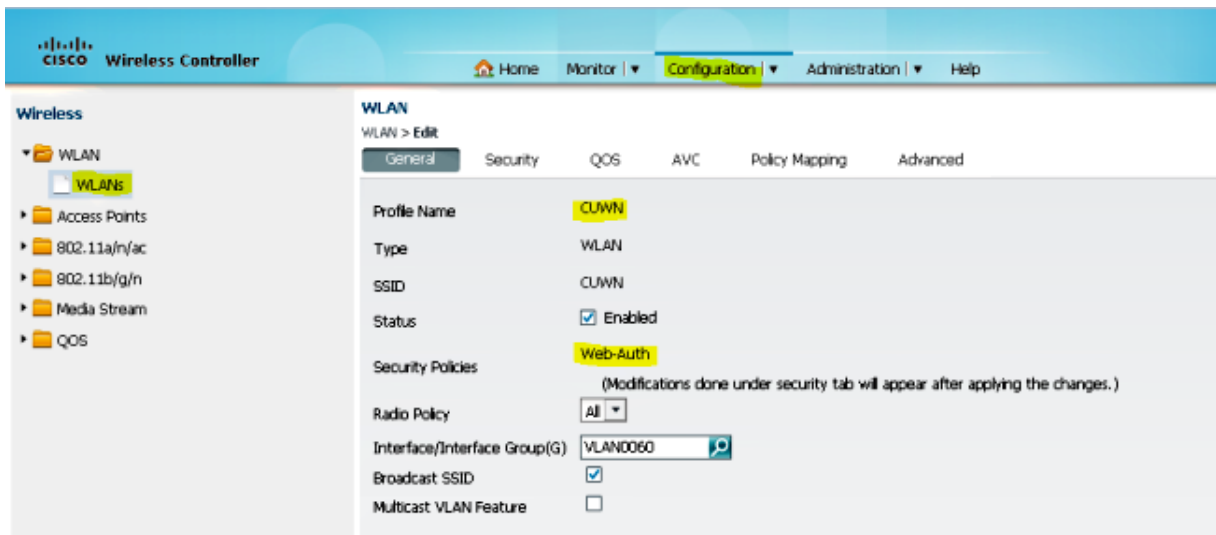 CISCO Wireless Controller
Home Monitor Configuration Administration Help
Wireless
WLAN
WLANs
Access Points
802.11a/n/ac
802.11b/g/n
Media Stream
QOS
WLAN
WLAN > Edit
General Security QOS AVC Policy Mapping Advanced
Profile Name CUWN
Type WLAN
SSID CUWN
Status Enabled
Security Policies Web-Auth
(Modifications done under security tab will appear after applying the changes.)
Radio Policy All
Interface/Interface Group(G) VLAN0060
Broadcast SSID
Multicast VLAN Feature